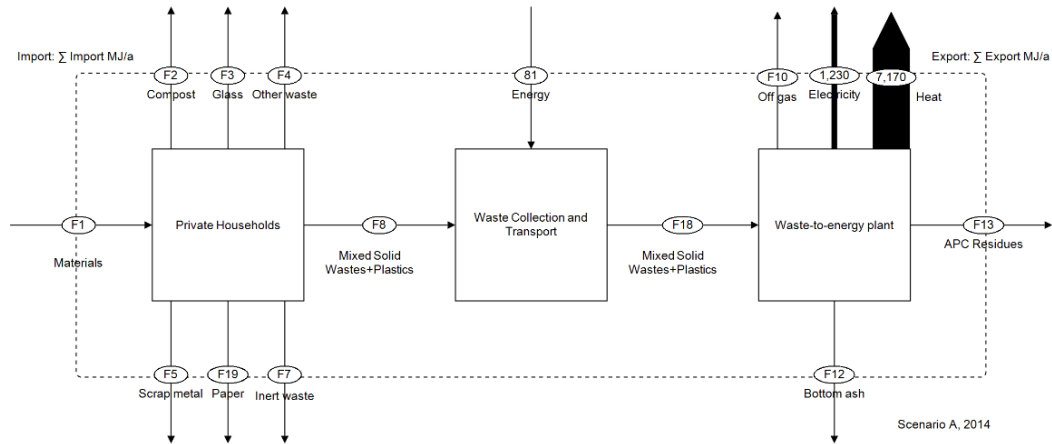 Import: ∑ Import MJ/a
Export: ∑ Export MJ/a
F2
F3
F4
81
F10
1,230
7,170
Compost
Glass
Other waste
Energy
Off gas
Electricity
Heat
F1
Materials
Private Households
F8
Mixed Solid
Wastes+Plastics
Waste Collection and
Transport
F18
Mixed Solid
Wastes+Plastics
Waste-to-energy plant
F13
APC Residues
F5
F19
F7
F12
Scrap metal
Paper
Inert waste
Bottom ash
Scenario A, 2014